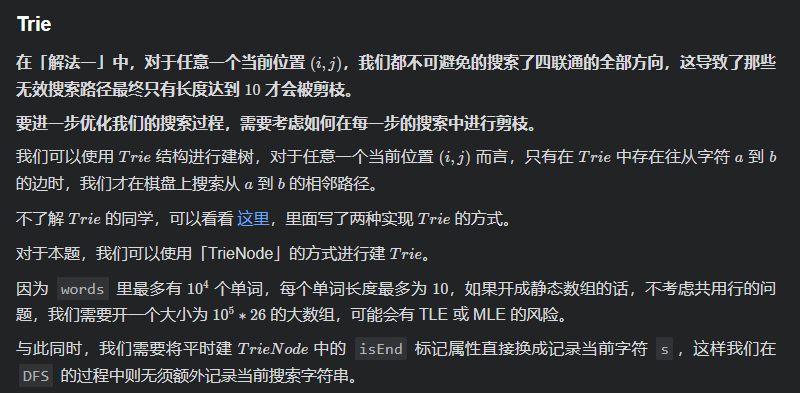 Trie
在「解法一」中，对于任意一个当前位置 (i, j)，我们都不可避免的搜索了四联通的全部方向，这导致了那些
无效搜索路径最终只有长度达到 10 才会被剪枝。
要进一步优化我们的搜索过程，需要考虑如何在每一步的搜索中进行剪枝。
我们可以使用 Trie 结构进行建树，对于任意一个当前位置 (i, j) 而言，只有在 Trie 中存在往从字符 a 到 b
的边时，我们才在棋盘上搜索从 a 到 b 的相邻路径。
不了解 Trie 的同学，可以看看 这里，里面写了两种实现 Trie 的方式。
对于本题，我们可以使用「TrieNode」的方式进行建 Trie。
因为 words 里最多有 10⁴ 个单词，每个单词长度最多为 10，如果开成静态数组的话，不考虑共用行的问
题，我们需要开一个大小为 10⁵ * 26 的大数组，可能会有 TLE 或 MLE 的风险。
与此同时，我们需要将平时建 TrieNode 中的 isEnd 标记属性直接换成记录当前字符 s，这样我们在
DFS 的过程中则无须额外记录当前搜索字符串。